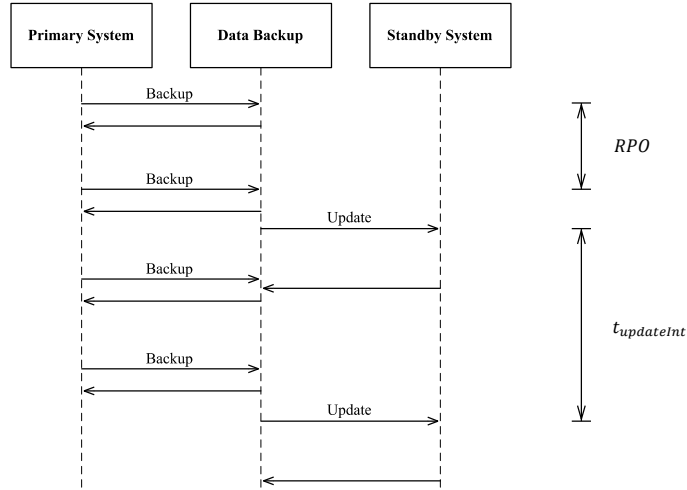 Primary System
Data Backup
Standby System
Backup
RPO
Backup
Update
Backup
t_updateInt
Backup
Update